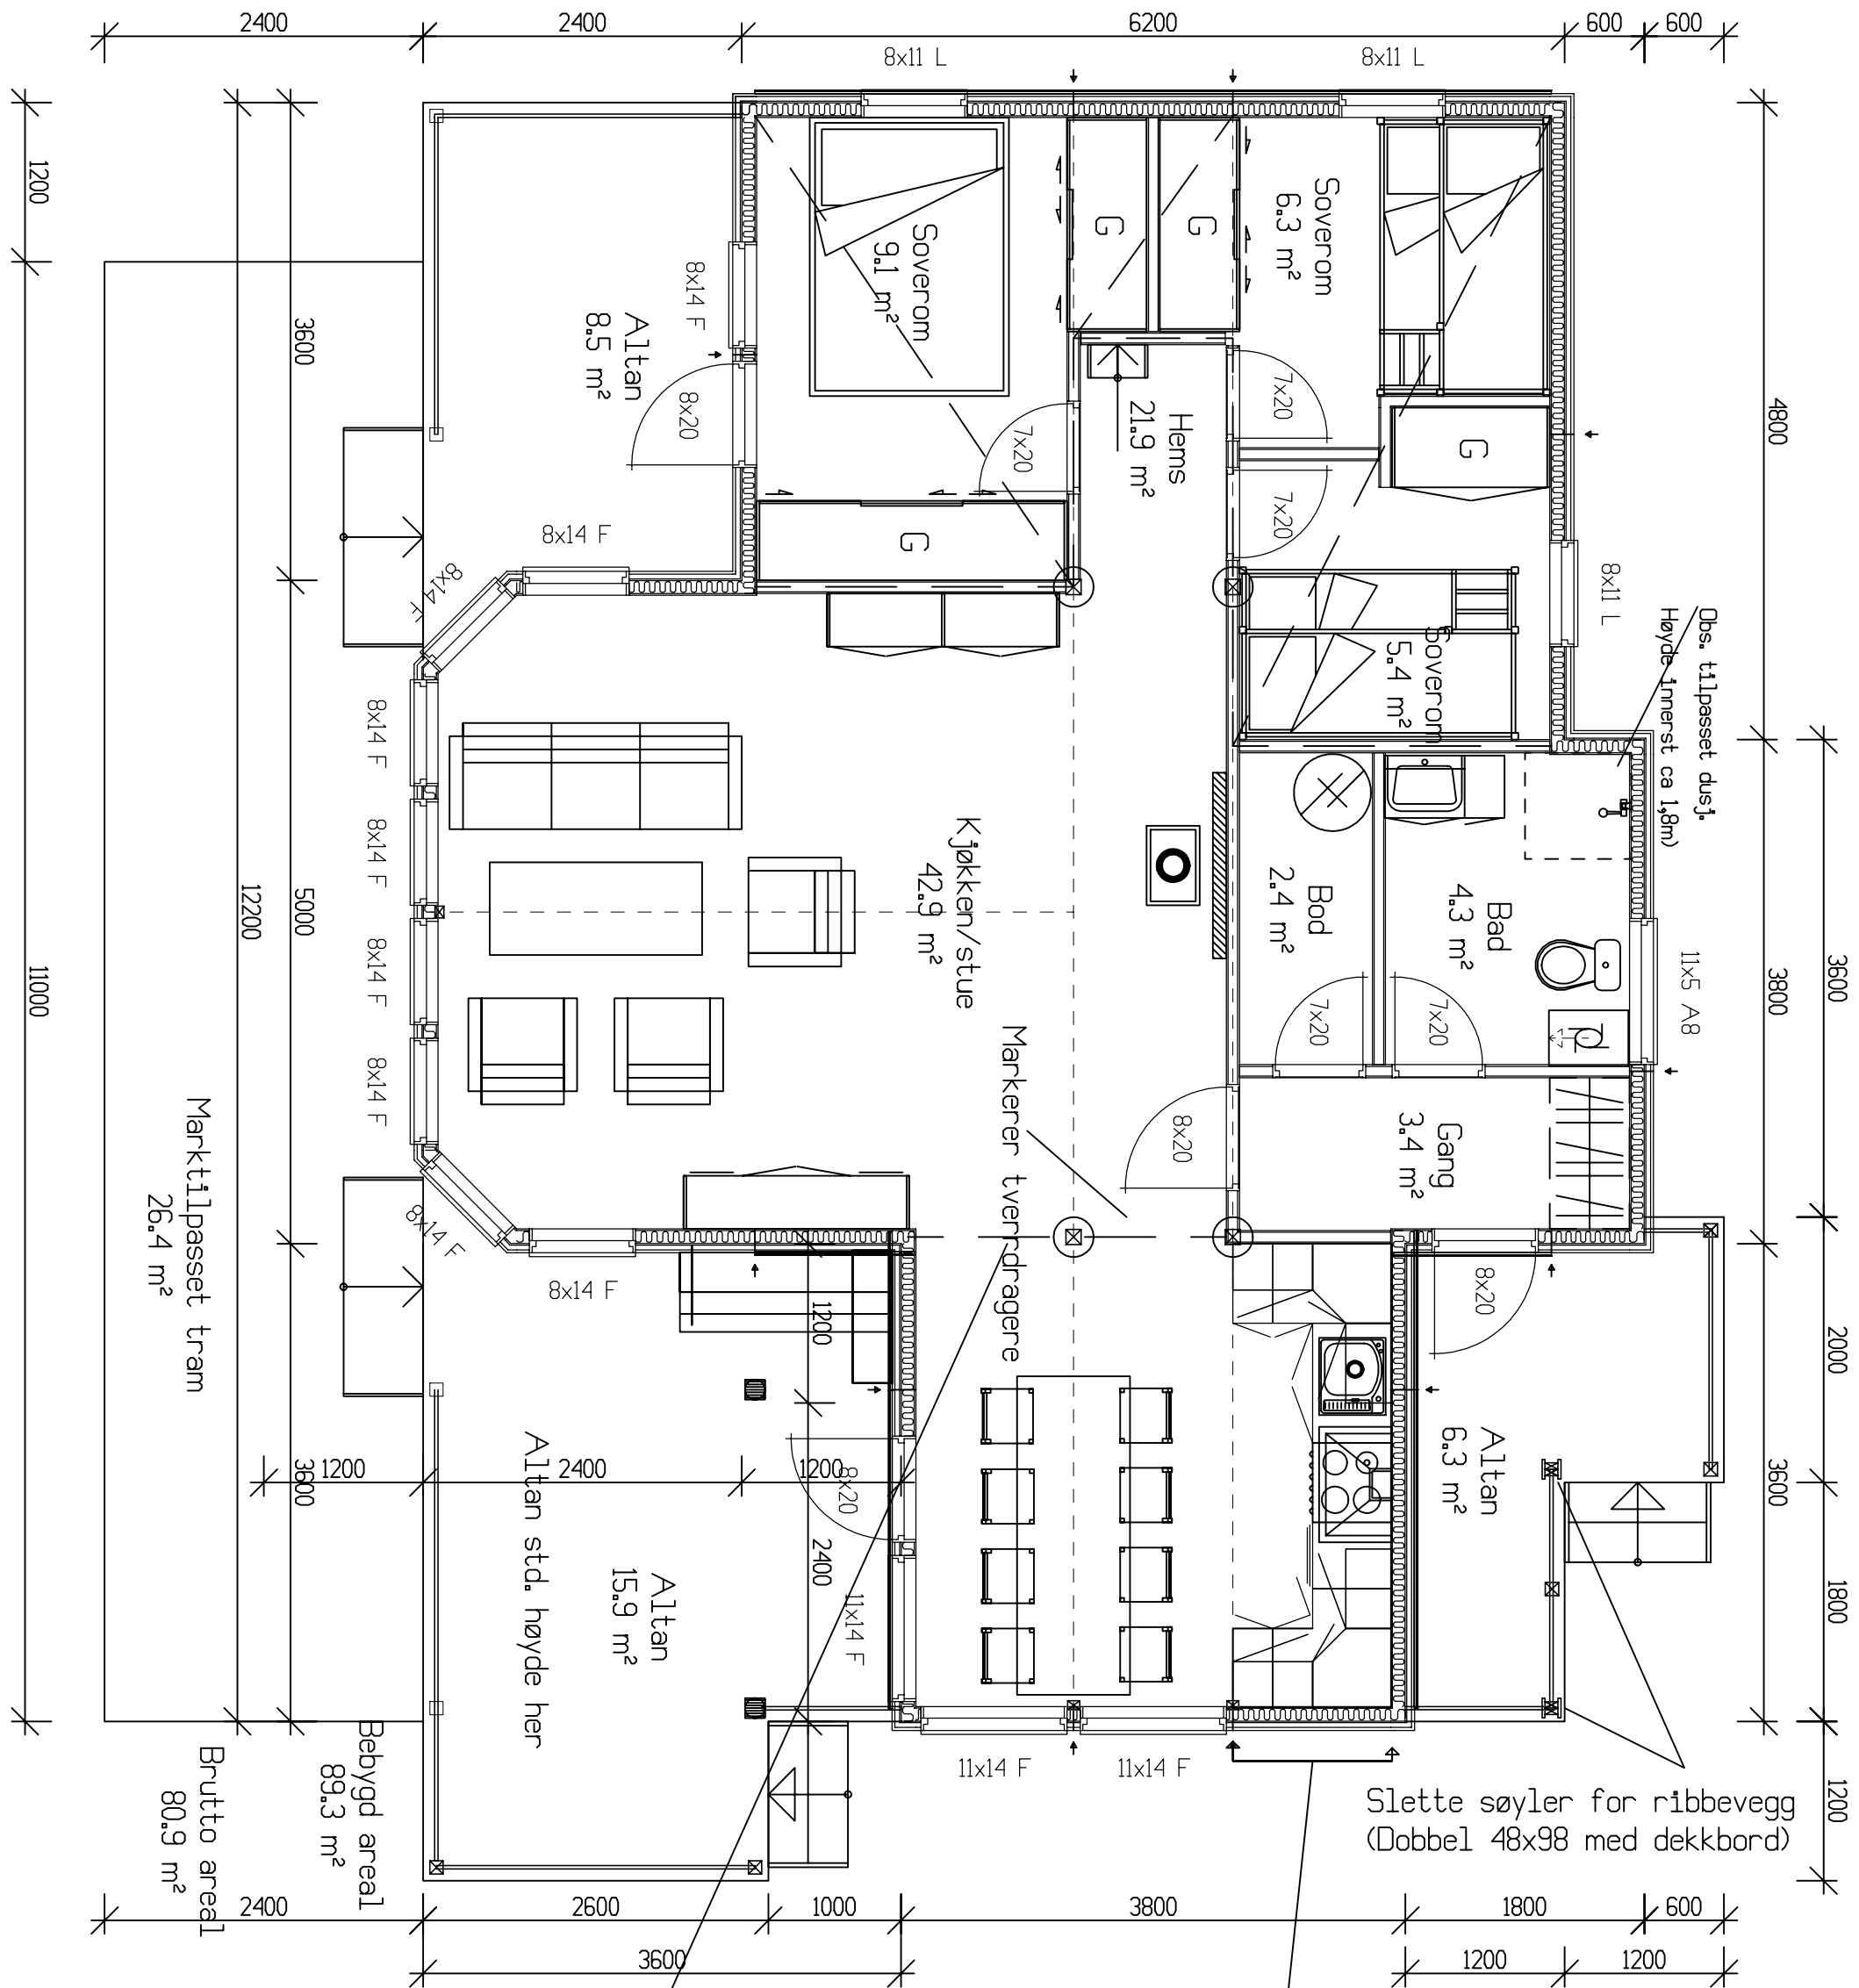 2400
2400
6200
600
600
8x11 L
8x11 L
1200
11000
12200
3600
5000
3600
4800
3800
3600
3600
2000
1800
1200
Soverom
6.3 m²
Soverom
9.1 m²
G
G
G
G
8x14 F
Altan
8.5 m²
8x20
7x20
7x20
7x20
Hems
21.9 m²
8x14 F
8x14 F
8x11 L
Soverom
5.4 m²
Obs. tilpasset dusj.
Høyde innerst ca 1,8m)
8x14 F
8x14 F
8x14 F
8x14 F
Kjøkken/stue
42.9 m²
Bod
2.4 m²
Bad
4.3 m²
11x5 A8
7x20
7x20
Gang
3.4 m²
8x20
Markerer tverrdragere
8x14 F
8x14 F
8x20
Marktilpasset tram
26.4 m²
1200
1200
2400
1200
2400
8x20
11x14 F
Altan std. høyde her
Altan
15.9 m²
Altan
6.3 m²
11x14 F
11x14 F
Slette søyler for ribbevegg
(Dobbel 48x98 med dekkbord)
Bebygd areal
89.3 m²
Brutto areal
80.9 m²
2400
2600
1000
3800
1800
600
3600
1200
1200